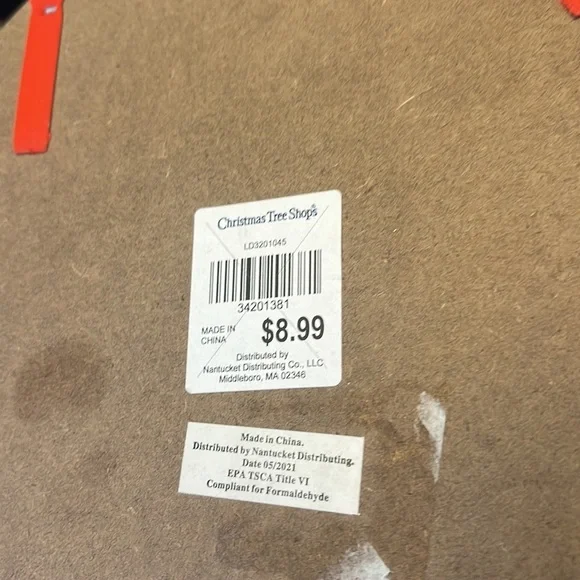 Christmas Tree Shops®
LD3201045
34201381
MADE IN
CHINA
$8.99
Distributed by
Nantucket Distributing Co., LLC
Middleboro, MA 02346
Made in China.
Distributed by Nantucket Distributing.
Date 05/2021
EPA TSCA Title VI
Compliant for Formaldehyde